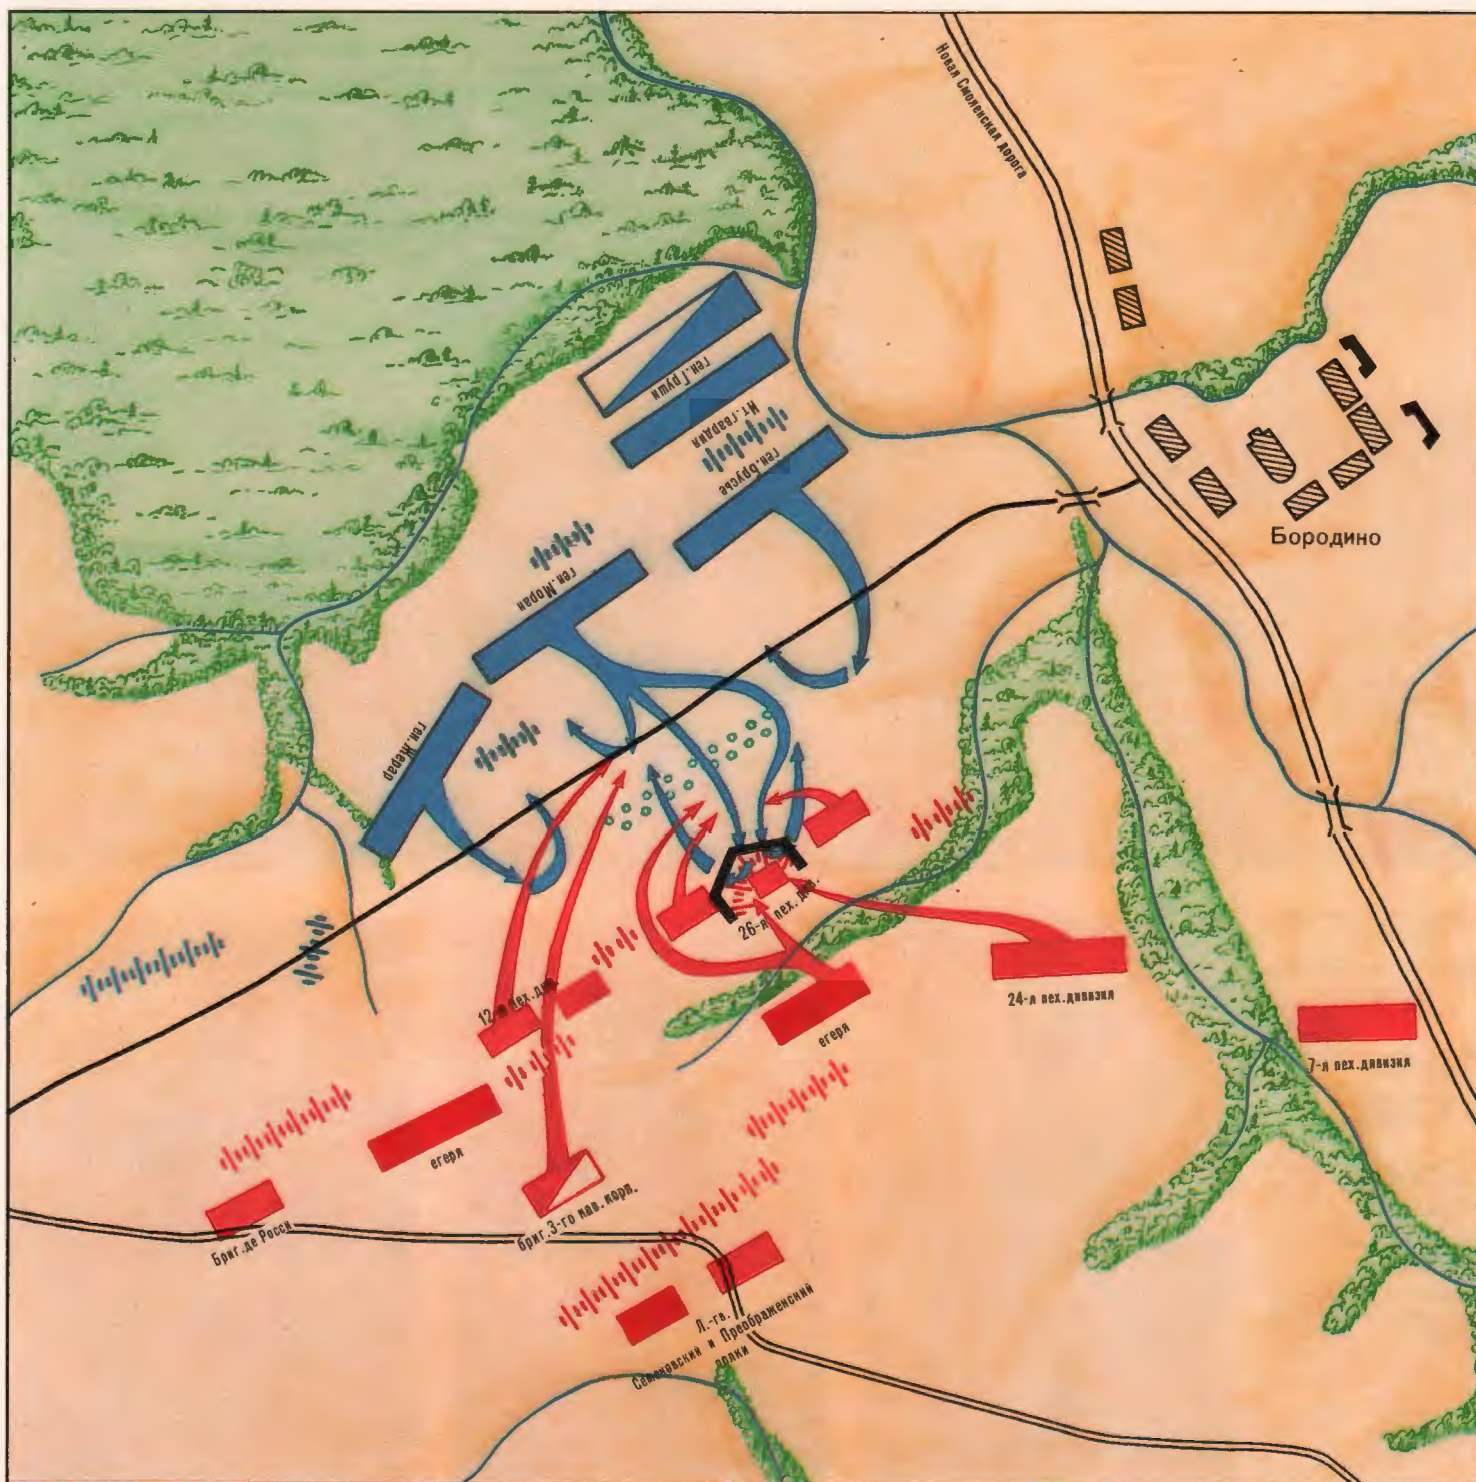 Новая Смоленская дорога
ген. Груши
Ит. гвардия
ген. Брусье
Бородино
ген. Моран
ген. Жерар
26-я пех. див.
12-я пех. див.
24-я пех. дивизия
егеря
7-я пех. дивизия
егеря
Бриг. де Росси
бриг. 3-го кав. корп.
Л.-гв.
Семеновский и Преображенский
полки